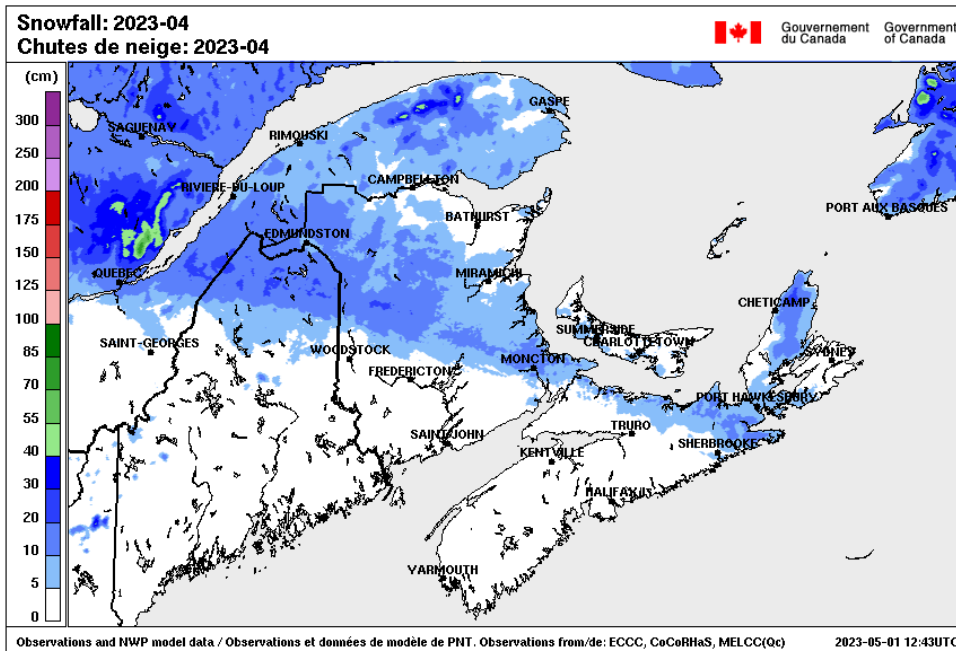 Snowfall: 2023-04
Chutes de neige: 2023-04
Gouvernement du Canada
Government of Canada
(cm)
300
250
200
175
150
125
100
85
70
55
40
30
20
10
5
0
SAGUENAY
RIMOUSKI
GASPE
RIVIERE-DU-LOUP
CAMPBELLTON
BATHURST
PORT AUX BASQUES
EDMUNDSTON
QUEBEC
MIRAMICHI
CHETICAMP
SAINT-GEORGES
SUMMERSIDE
CHARLOTTETOWN
WOODSTOCK
MONCTON
SYDNEY
FREDERICTON
PORT HAWKESBURY
SAINT JOHN
TRURO
SHERBROOKE
KENTVILLE
HALIFAX
YARMOUTH
Observations and NWP model data / Observations et données de modèle de PNT. Observations from/de: ECCC, CoCoRHaS, MELCC(Qc)
2023-05-01 12:43UTC